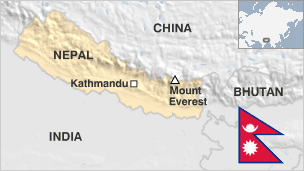 CHINA
NEPAL
Kathmandu
Mount
Everest
BHUTAN
INDIA